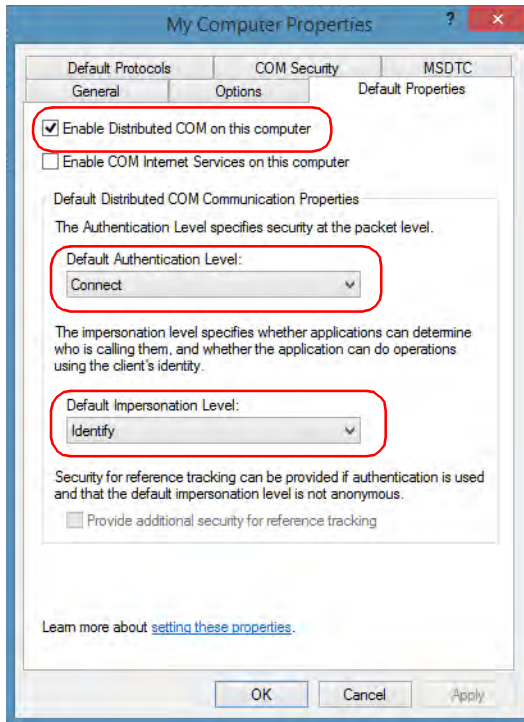 My Computer Properties
?
Default Protocols COM Security MSDTC
General Options Default Properties
Enable Distributed COM on this computer
Enable COM Internet Services on this computer
Default Distributed COM Communication Properties
The Authentication Level specifies security at the packet level.
Default Authentication Level:
Connect
The impersonation level specifies whether applications can determine
who is calling them, and whether the application can do operations
using the client's identity.
Default Impersonation Level:
Identify
Security for reference tracking can be provided if authentication is used
and that the default impersonation level is not anonymous.
Provide additional security for reference tracking
Learn more about setting these properties.
OK Cancel Apply